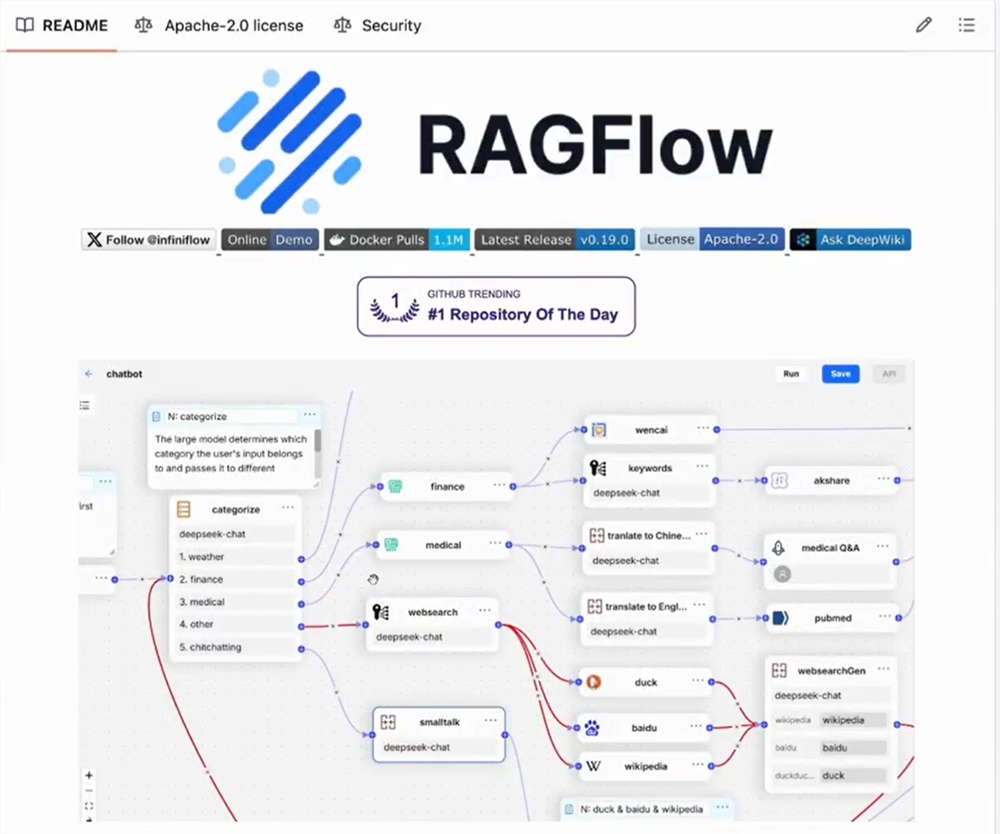 README
Apache-2.0 license
Security
RAGFlow
Follow @infiniflow
Online Demo
Docker Pulls 1.1M
Latest Release v0.19.0
License Apache-2.0
Ask DeepWiki
1
GITHUB TRENDING
#1 Repository Of The Day
chatbot
Run
Save
API
N: categorize
The large model determines which
category the user's input belongs
to and passes it to different
irst
categorize
deepseek-chat
1. weather
2. finance
3. medical
4. other
5. chitchatting
finance
medical
websearch
deepseek-chat
smalltalk
deepseek-chat
wencai
keywords
deepseek-chat
tranlate to Chine...
deepseek-chat
translate to Engl...
deepseek-chat
duck
baidu
W
wikipedia
N: duck & baidu & wikipedia
akshare
medical Q&A
pubmed
websearchGen
deepseek-chat
wikipedia wikipedia
baidu baidu
duckduc... duck